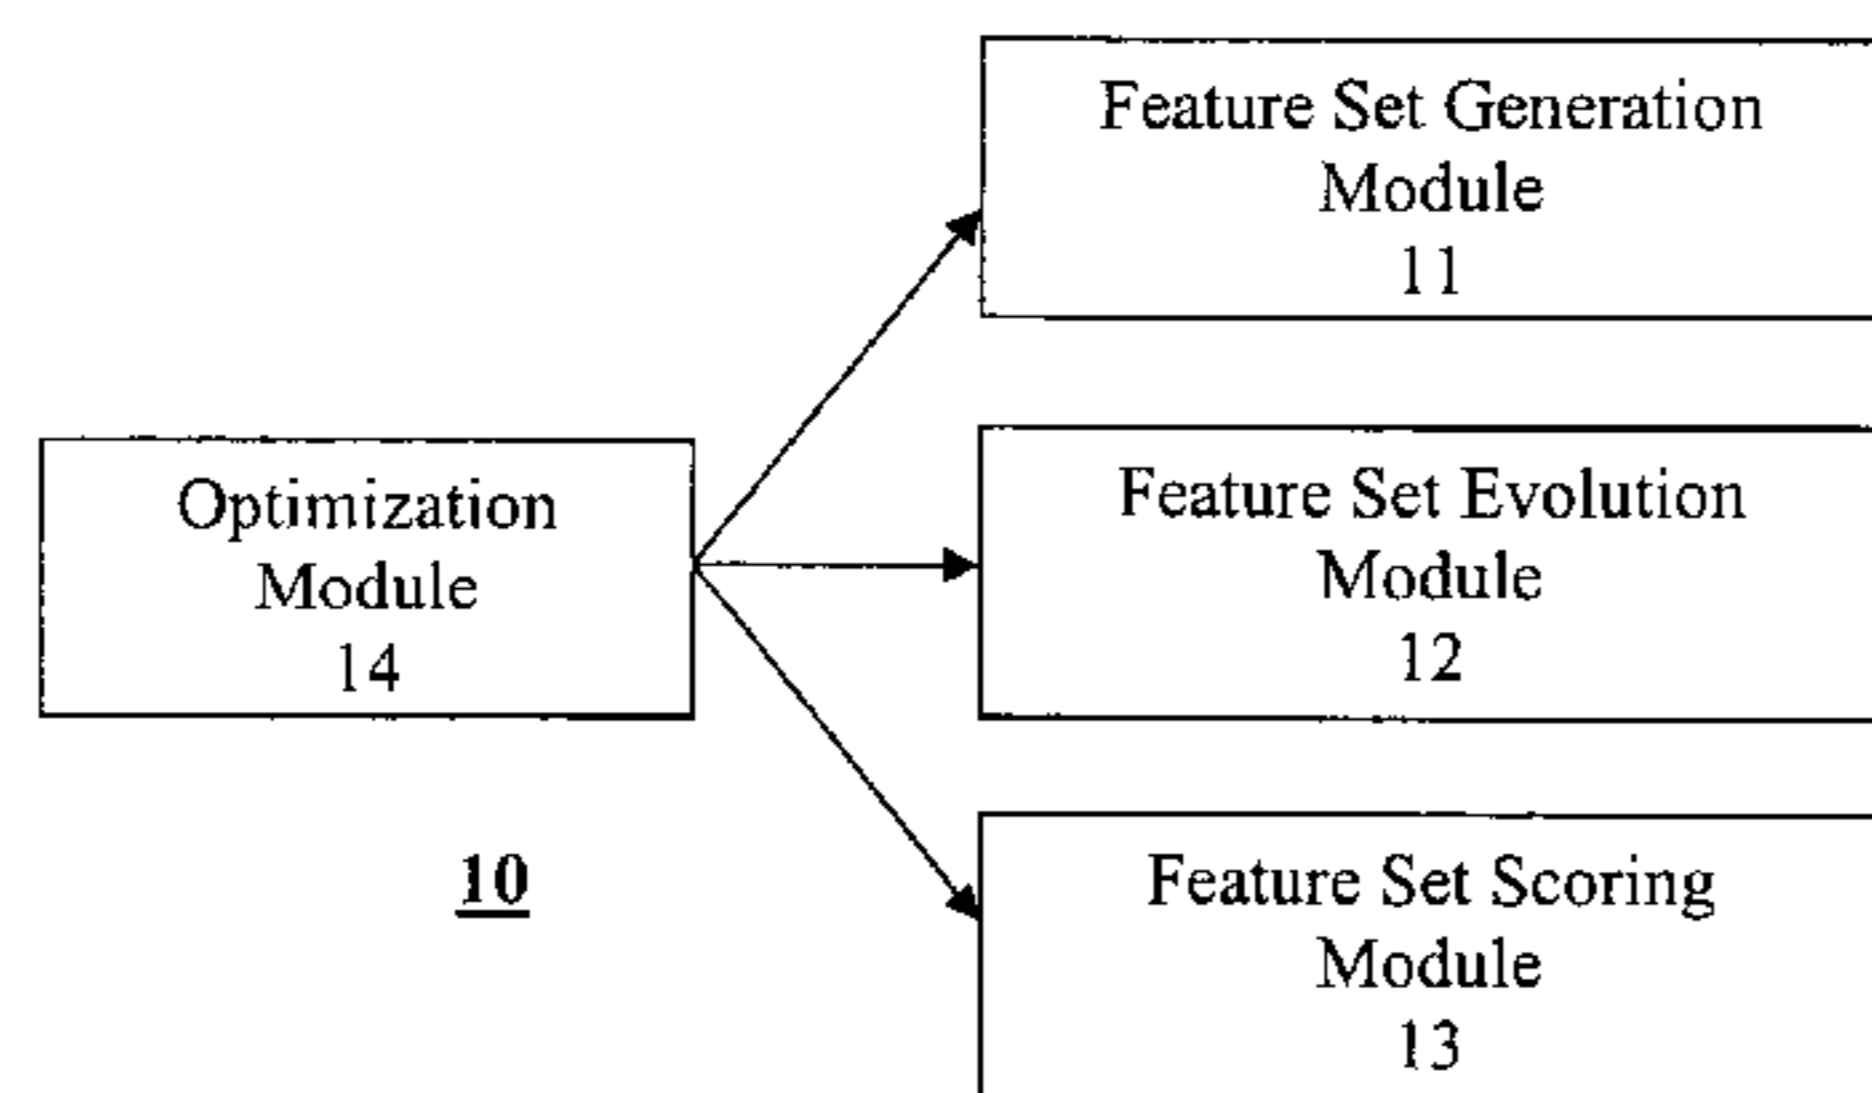 Feature Set Generation
Module
11
Optimization
Module
14
Feature Set Evolution
Module
12
10
Feature Set Scoring
Module
13